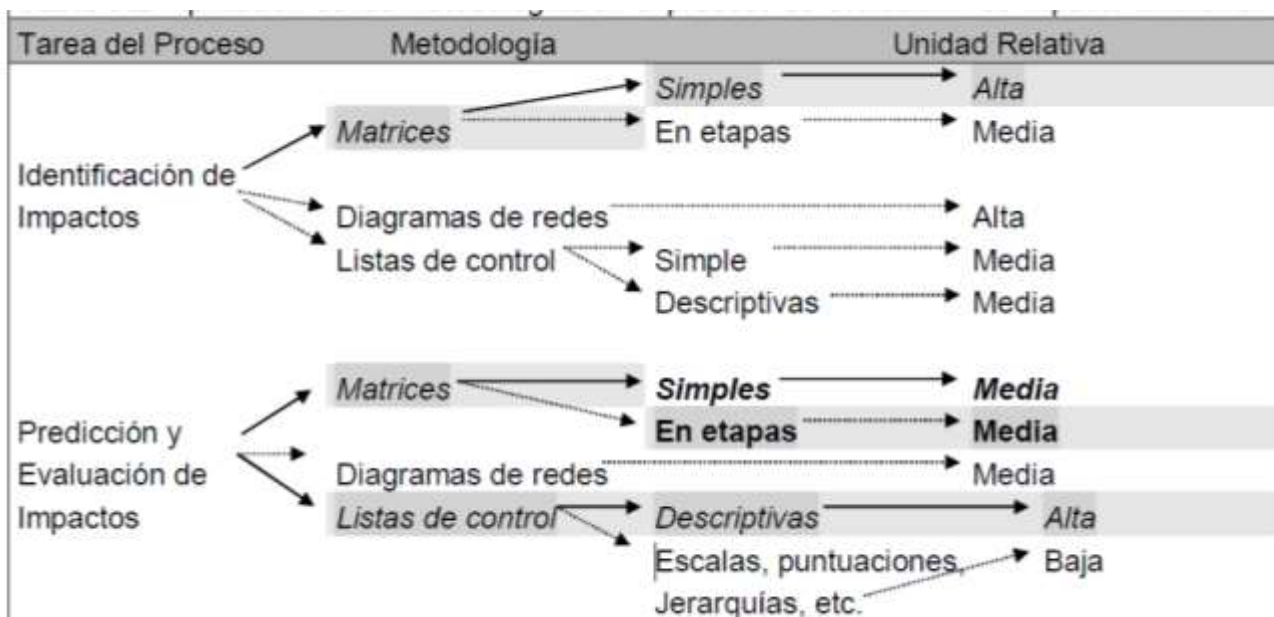 Tarea del Proceso Metodología Unidad Relativa
Simples Alta
Matrices En etapas Media
Identificación de
Impactos Diagramas de redes Alta
Listas de control Simple Media
Descriptivas Media
Matrices Simples Media
Predicción y En etapas Media
Evaluación de Diagramas de redes Media
Impactos Listas de control Descriptivas Alta
Escalas, puntuaciones, Baja
Jerarquías, etc.